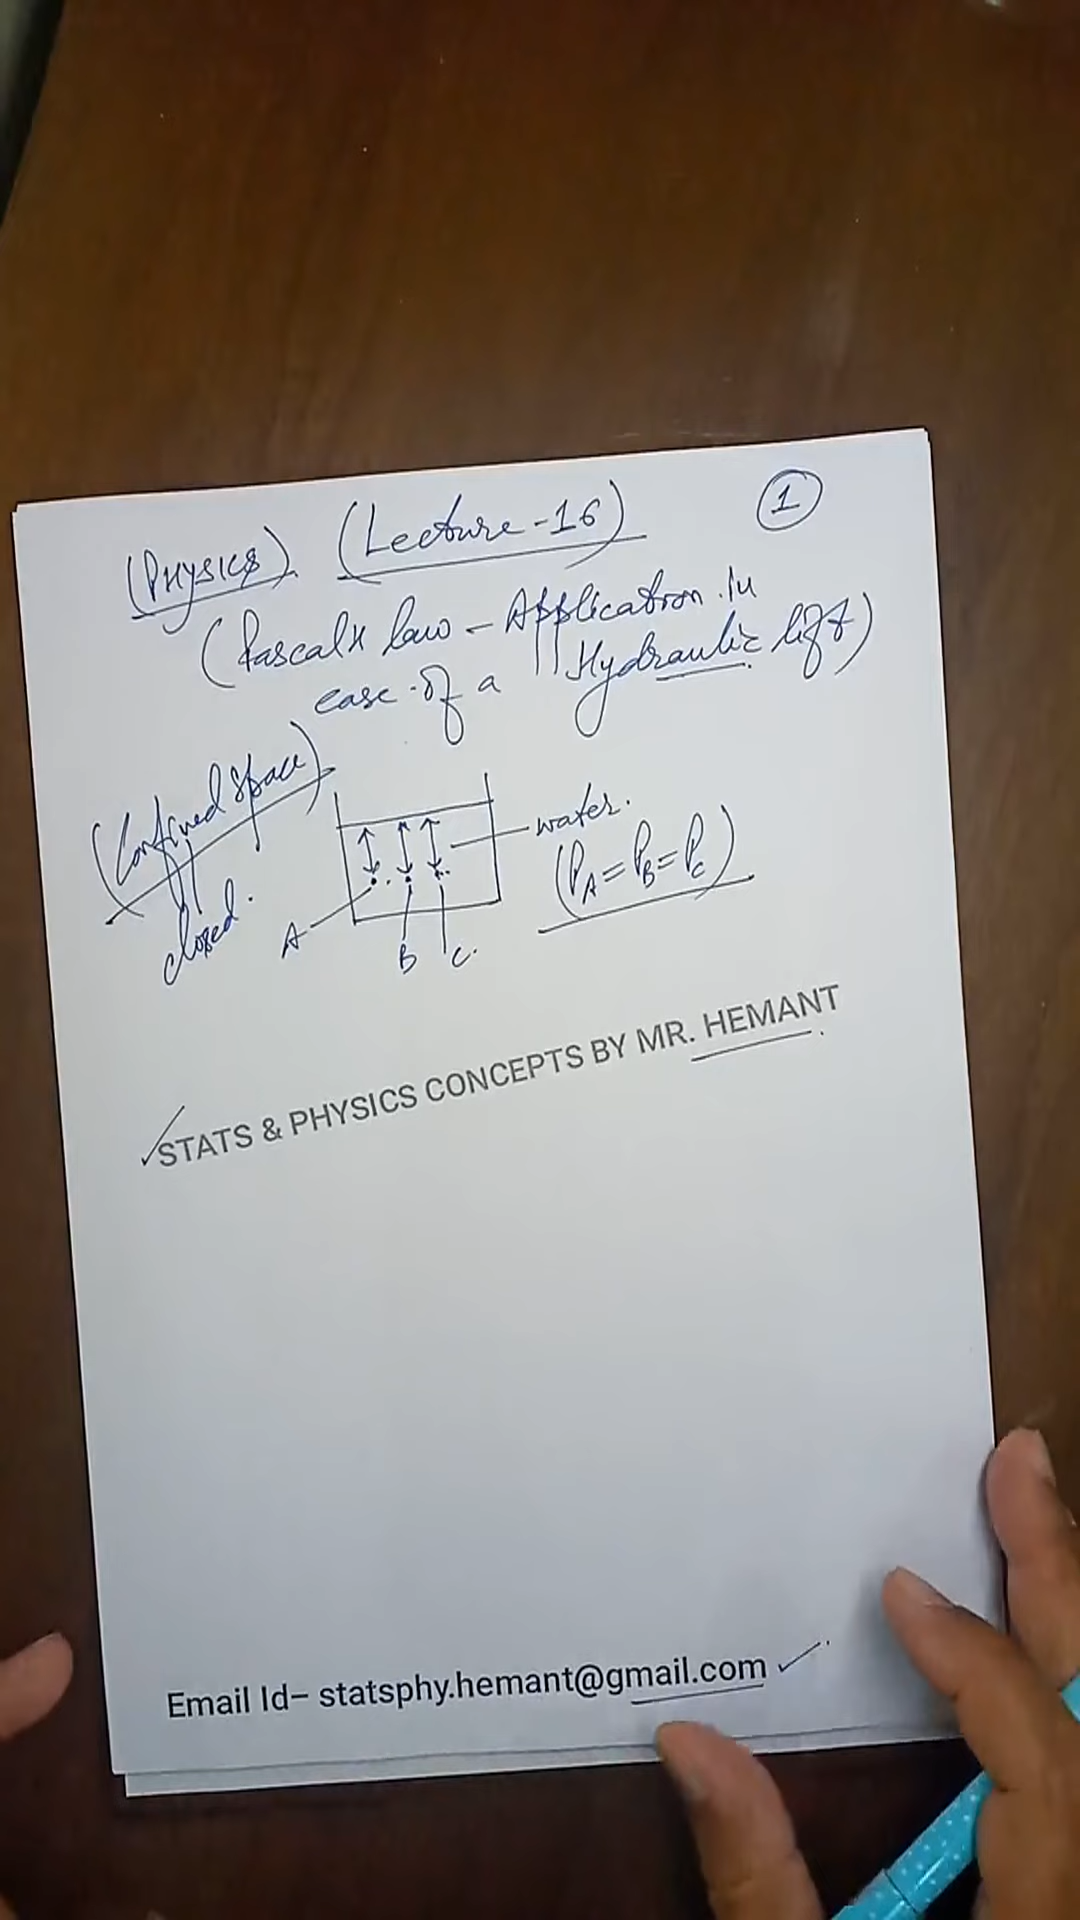 (Physics) (Lecture-16) 1
(Pascal's law - Application in
case of a Hydraulic lift)
(Confined space)
closed.
water.
(PA = PB = PC)
A
B
C.
STATS & PHYSICS CONCEPTS BY MR. HEMANT
Email Id- statsphy.hemant@gmail.com